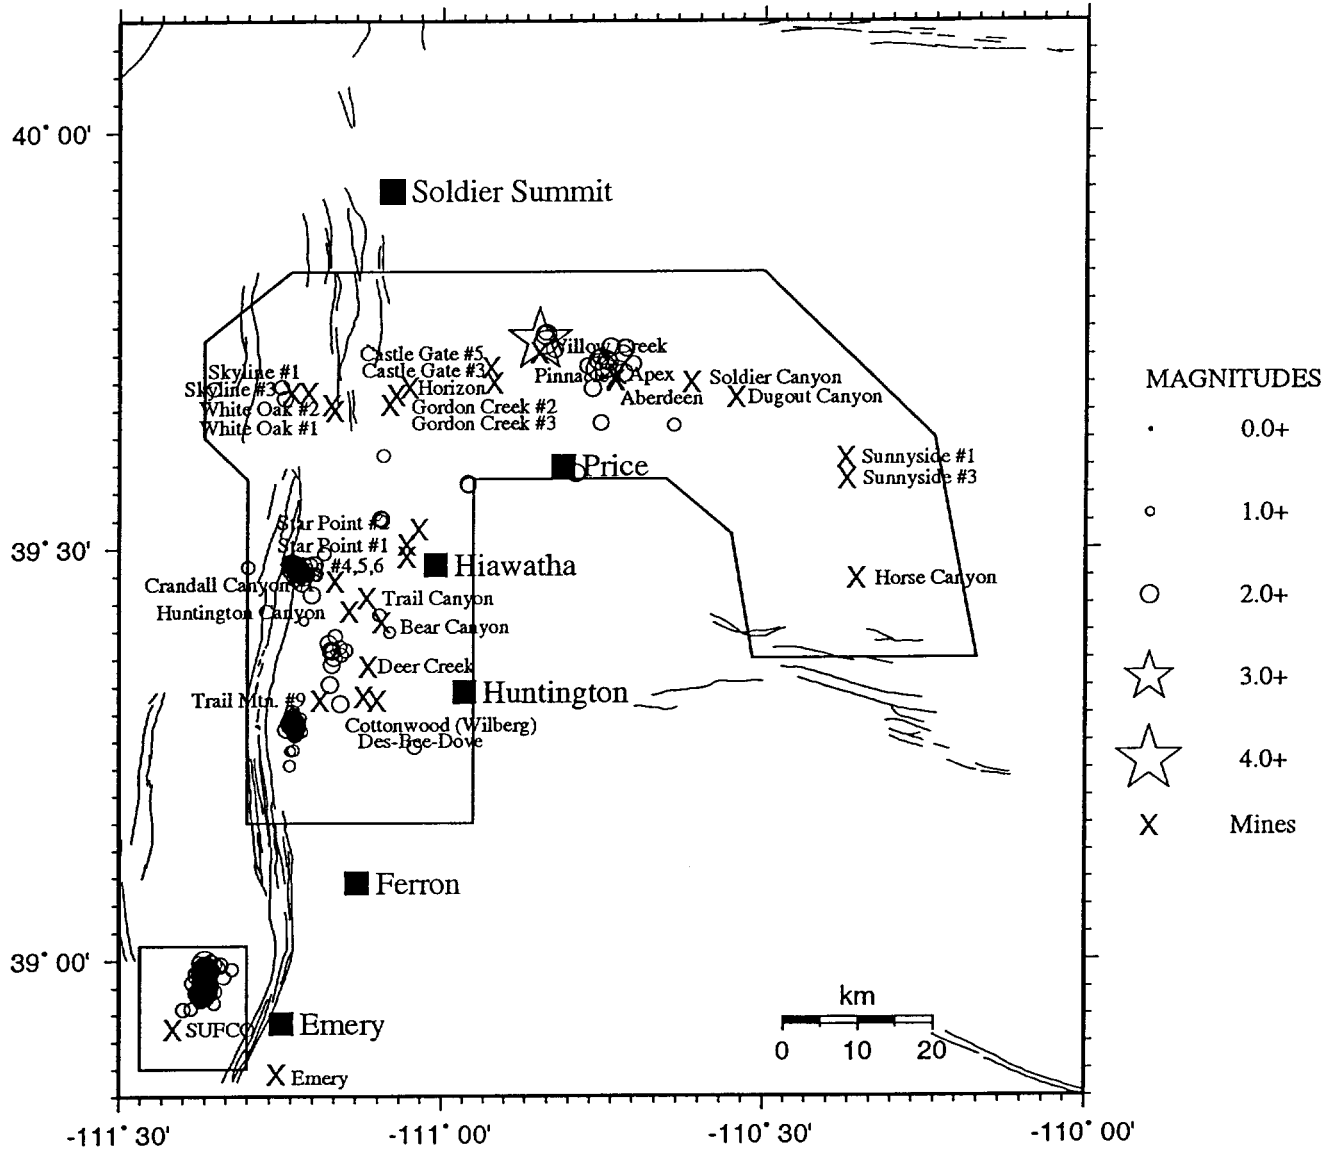 40° 00'
Soldier Summit
Castle Gate #5
Willow Creek
Skyline #1
Castle Gate #3
Pinnacle
Apex
Soldier Canyon
MAGNITUDES
Skyline #3
Horizon
Aberdeen
Dugout Canyon
White Oak #2
Gordon Creek #2
White Oak #1
Gordon Creek #3
0.0+
Sunnyside #1
Price
Sunnyside #3
1.0+
Star Point #2
39° 30'
Star Point #1
#4,5,6
Hiawatha
Horse Canyon
Crandall Canyon
Trail Canyon
2.0+
Huntington Canyon
Bear Canyon
Deer Creek
3.0+
Trail Mtn. #9
Huntington
Cottonwood (Wilberg)
Des-Bee-Dove
4.0+
Mines
Ferron
39° 00'
km
SUFCO
Emery
0 10 20
Emery
-111° 30' -111° 00' -110° 30' -110° 00'